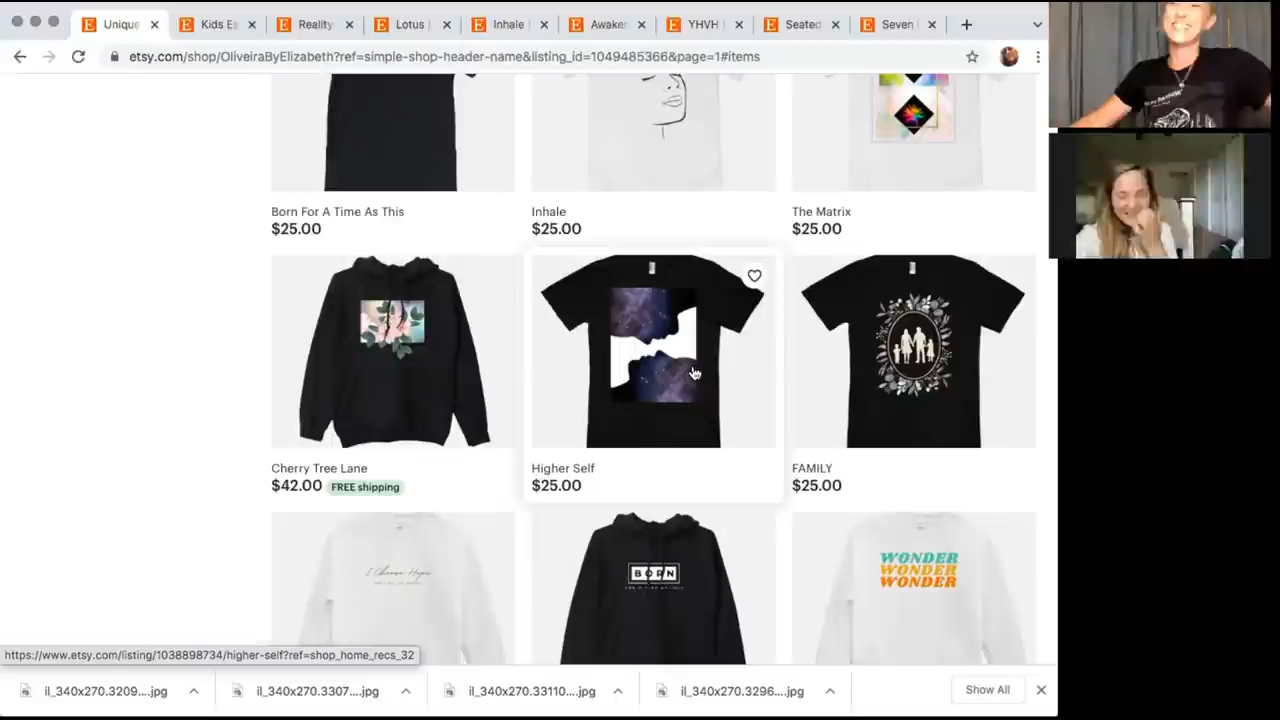 Unique
Kids Es
Reality
Lotus
Inhale
Awaken
YHVH
Seated
Seven
etsy.com/shop/OliveiraByElizabeth?ref=simple-shop-header-name&listing_id=1049485366&page=1#items
Born For A Time As This
$25.00
Inhale
$25.00
The Matrix
$25.00
Cherry Tree Lane
$42.00 FREE shipping
Higher Self
$25.00
FAMILY
$25.00
I Choose Hope
BORN
WONDER
WONDER
WONDER
https://www.etsy.com/listing/1038898734/higher-self?ref=shop_home_recs_32
il_340x270.3209....jpg
il_340x270.3307....jpg
il_340x270.33110....jpg
il_340x270.3296....jpg
Show All